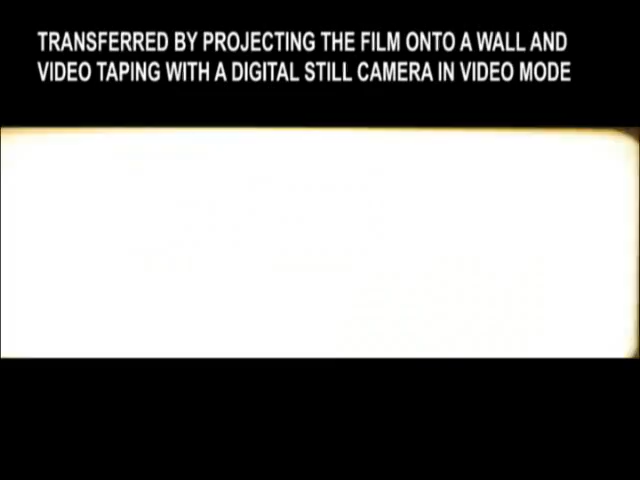 TRANSFERRED BY PROJECTING THE FILM ONTO A WALL AND
VIDEO TAPING WITH A DIGITAL STILL CAMERA IN VIDEO MODE